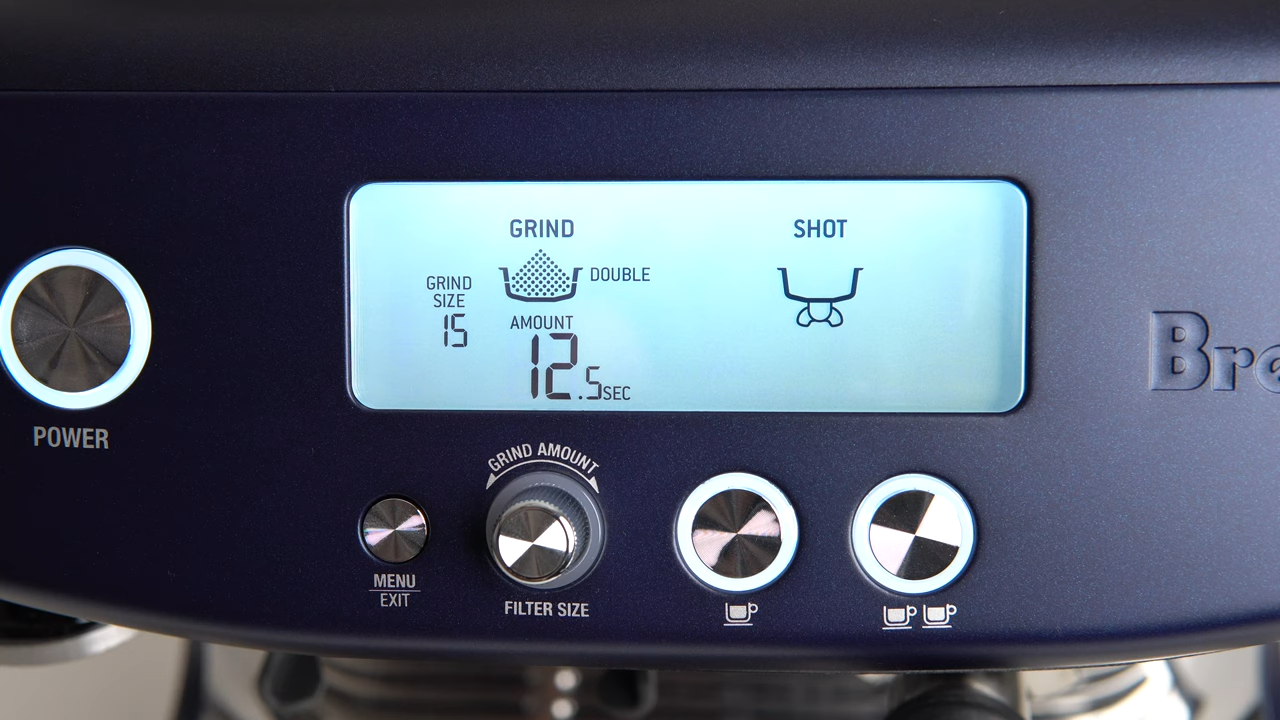 GRIND
SHOT
DOUBLE
GRIND
SIZE
15
AMOUNT
12.5SEC
Bre
POWER
GRIND AMOUNT
MENU
EXIT
FILTER SIZE